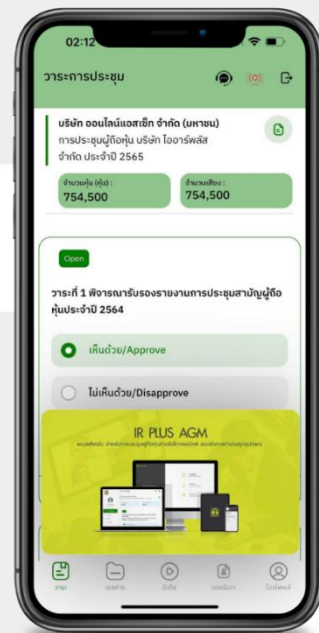 02:12
วาระการประชุม
บริษัท ออนไลน์แอสเซ็ท จำกัด (มหาชน)
การประชุมผู้ถือหุ้น บริษัท ไออาร์พลัส
จำกัด ประจำปี 2565
จำนวนหุ้น (หุ้น) :
754,500
จำนวนเสียง :
754,500
Open
วาระที่ 1 พิจารณารับรองรายงานการประชุมสามัญผู้ถือ
หุ้นประจำปี 2564
เห็นด้วย/Approve
ไม่เห็นด้วย/Disapprove
IR PLUS AGM
วาระ
เอกสาร
มีเดีย
โปรไฟล์